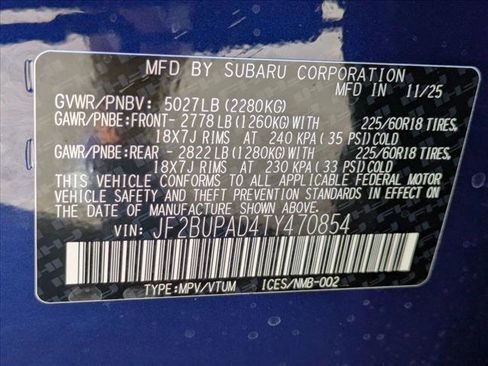 MFD BY SUBARU CORPORATION
MFD IN 11/25
GVWR/PNBV: 5027LB(2280KG)
GAWR/PNBE:FRONT- 2778 LB(1260KG)WITH 225/60R18 TIRES,
18X7J RIMS AT 240 KPA(35 PSI)COLD
GAWR/PNBE:REAR - 2822 LB(1280KG)WITH 225/60R18 TIRES,
18X7J RIMS AT 230 KPA(33 PSI)COLD
THIS VEHICLE CONFORMS TO ALL APPLICABLE FEDERAL MOTOR
VEHICLE SAFETY AND THEFT PREVENTION STANDARDS IN EFFECT
ON THE DATE OF MANUFACTURE SHOWN ABOVE.
VIN: JF2BUPAD4TY470854
TYPE:MPV/VTUM ICES/NMB-002